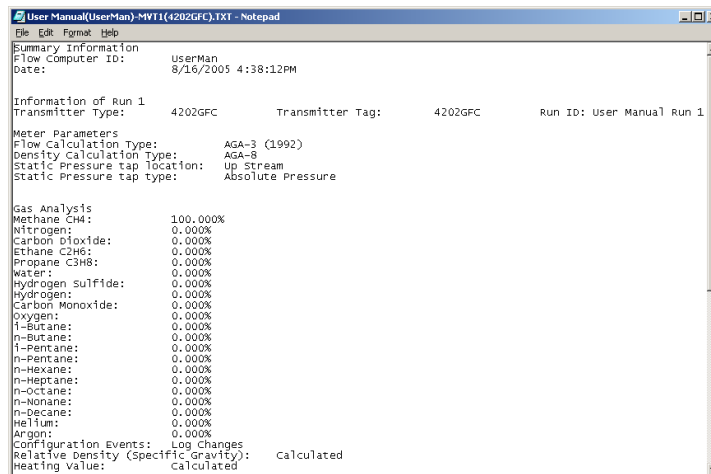 User Manual(UserMan)-MVT1(4202GFC).TXT - Notepad
File Edit Format Help
Summary Information
Flow Computer ID: UserMan
Date: 8/16/2005 4:38:12PM
Information of Run 1
Transmitter Type: 4202GFC Transmitter Tag: 4202GFC Run ID: User Manual Run 1
Meter Parameters
Flow Calculation Type: AGA-3 (1992)
Density Calculation Type: AGA-8
Static Pressure tap location: Up Stream
Static Pressure tap type: Absolute Pressure
Gas Analysis
Methane CH4: 100.000%
Nitrogen: 0.000%
Carbon Dioxide: 0.000%
Ethane C2H6: 0.000%
Propane C3H8: 0.000%
Water: 0.000%
Hydrogen Sulfide: 0.000%
Hydrogen: 0.000%
Carbon Monoxide: 0.000%
Oxygen: 0.000%
i-Butane: 0.000%
n-Butane: 0.000%
i-Pentane: 0.000%
n-Pentane: 0.000%
n-Hexane: 0.000%
n-Heptane: 0.000%
n-Octane: 0.000%
n-Nonane: 0.000%
n-Decane: 0.000%
Helium: 0.000%
Argon: 0.000%
Configuration Events: Log Changes
Relative Density (Specific Gravity): Calculated
Heating Value: Calculated